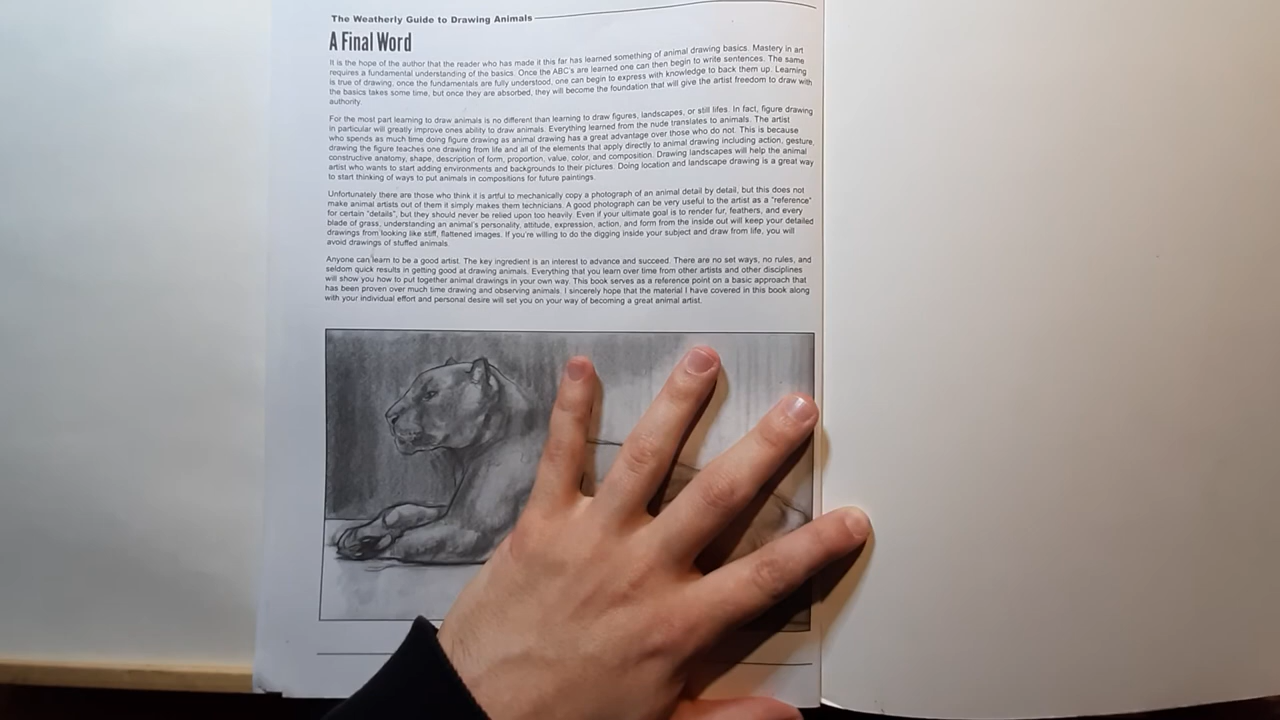 The Weatherly Guide to Drawing Animals
A Final Word
It is the hope of the author that the reader who has made it this far has learned something of animal drawing basics. Mastery in art
requires a fundamental understanding of the basics. Once the ABC's are learned one can then begin to write sentences. The same
is true of drawing, once the fundamentals are fully understood, one can begin to express with knowledge to back them up. Learning
the basics takes some time, but once they are absorbed, they will become the foundation that will give the artist freedom to draw with
authority.
For the most part learning to draw animals is no different than learning to draw figures, landscapes, or still lifes. In fact, figure drawing
in particular will greatly improve ones ability to draw animals. Everything learned from the nude translates to animals. The artist
who spends as much time doing figure drawing as animal drawing has a great advantage over those who do not. This is because
drawing the figure teaches one drawing from life and all of the elements that apply directly to animal drawing including action, gesture,
constructive anatomy, shape, description of form, proportion, value, color, and composition. Drawing landscapes will help the animal
artist who wants to start adding environments and backgrounds to their pictures. Doing location and landscape drawing is a great way
to start thinking of ways to put animals in compositions for future paintings.
Unfortunately there are those who think it is artful to mechanically copy a photograph of an animal detail by detail, but this does not
make animal artists out of them it simply makes them technicians. A good photograph can be very useful to the artist as a "reference"
for certain "details", but they should never be relied upon too heavily. Even if your ultimate goal is to render fur, feathers, and every
blade of grass, understanding an animal's personality, attitude, expression, action, and form from the inside out will keep your detailed
drawings from looking like stiff, flattened images. If you're willing to do the digging inside your subject and draw from life, you will
avoid drawings of stuffed animals.
Anyone can learn to be a good artist. The key ingredient is an interest to advance and succeed. There are no set ways, no rules, and
seldom quick results in getting good at drawing animals. Everything that you learn over time from other artists and other disciplines
will show you how to put together animal drawings in your own way. This book serves as a reference point on a basic approach that
has been proven over much time drawing and observing animals. I sincerely hope that the material I have covered in this book along
with your individual effort and personal desire will set you on your way of becoming a great animal artist.